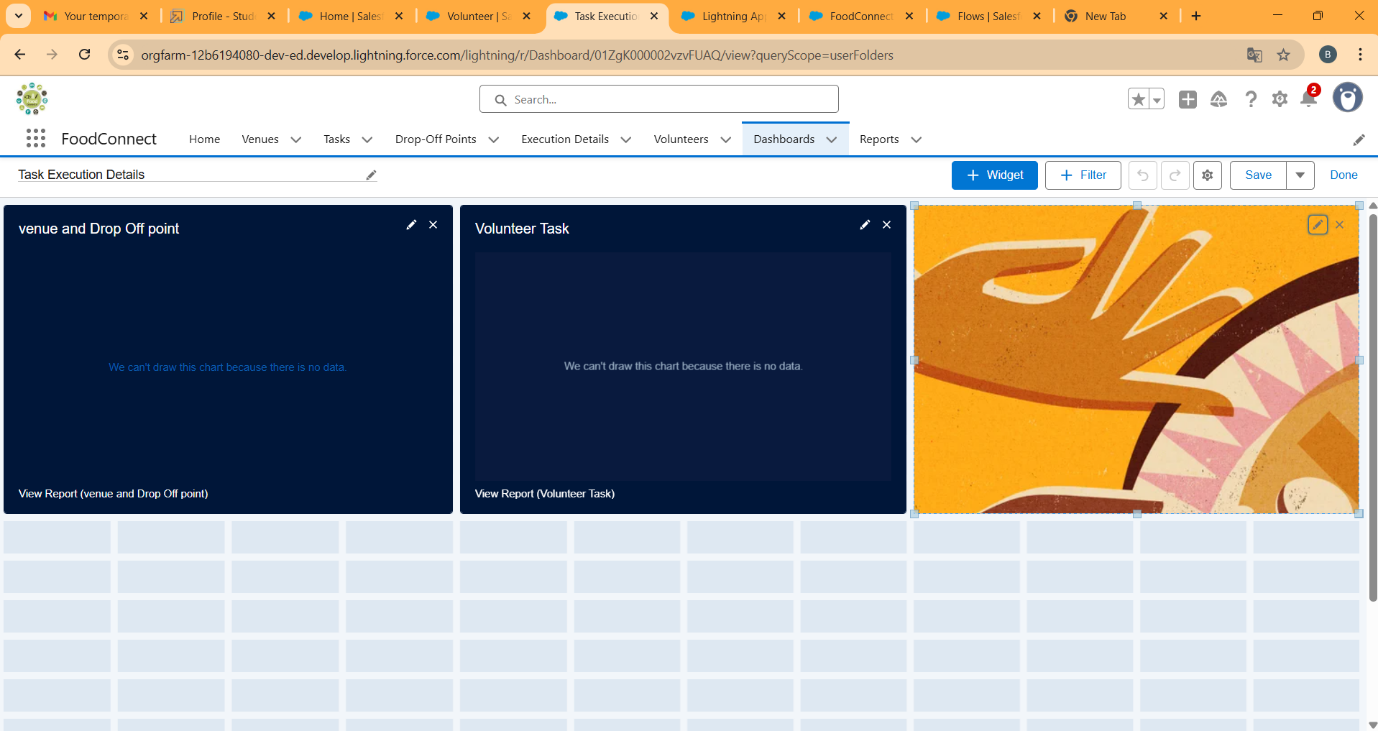 Your tempora
Profile - Stud
Home | Sales
Volunteer | Sa
Task Executio
Lightning Ap
FoodConnect
Flows | Salesf
New Tab
orgfarm-12b6194080-dev-ed.develop.lightning.force.com/lightning/r/Dashboard/01ZgK000002vzvFUAQ/view?queryScope=userFolders
B
Search...
2
FoodConnect
Home
Venues
Tasks
Drop-Off Points
Execution Details
Volunteers
Dashboards
Reports
Task Execution Details
+ Widget
+ Filter
Save
Done
venue and Drop Off point
We can't draw this chart because there is no data.
View Report (venue and Drop Off point)
Volunteer Task
We can't draw this chart because there is no data.
View Report (Volunteer Task)